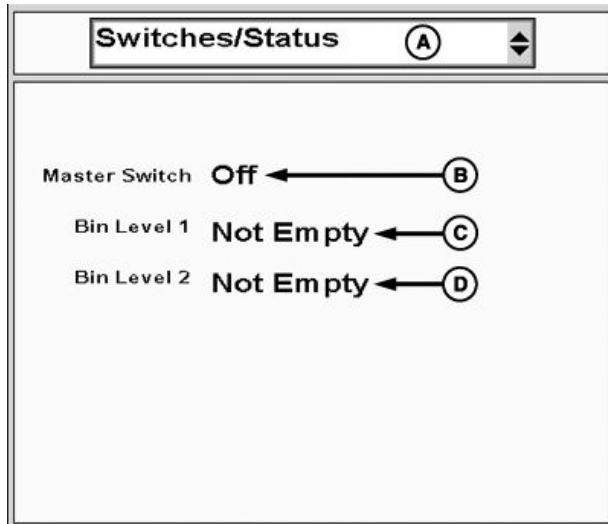 Switches/Status A
Master Switch Off B
Bin Level 1 Not Empty C
Bin Level 2 Not Empty D